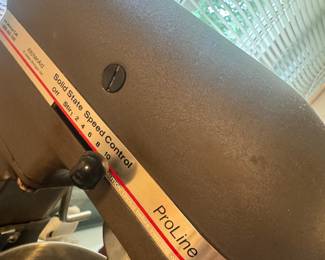 Solid State Speed Control
Off Stir 2 4 6 8 10
ProLine